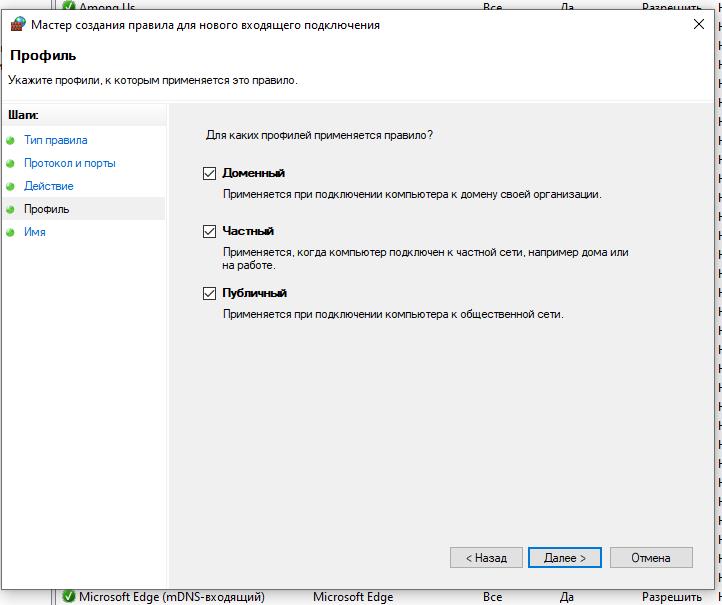 Among Us Все Да Разрешить
Мастер создания правила для нового входящего подключения
Профиль
Укажите профили, к которым применяется это правило.
Шаги:
Тип правила
Протокол и порты
Действие
Профиль
Имя
Для каких профилей применяется правило?
Доменный
Применяется при подключении компьютера к домену своей организации.
Частный
Применяется, когда компьютер подключен к частной сети, например дома или
на работе.
Публичный
Применяется при подключении компьютера к общественной сети.
< Назад Далее > Отмена
Microsoft Edge (mDNS-входящий) Microsoft Edge Все Да Разрешить